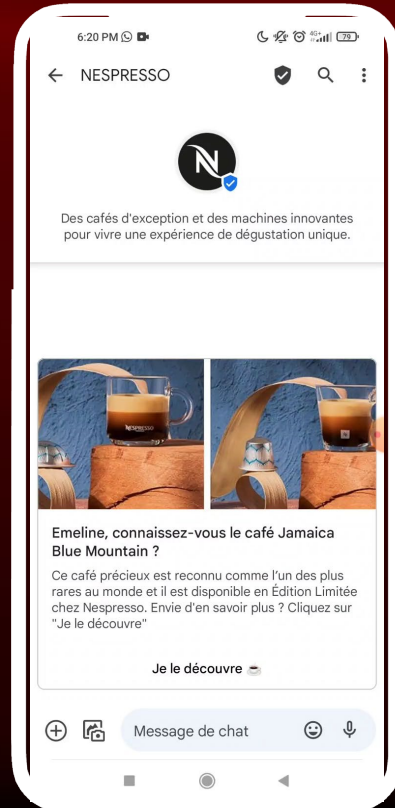 6:20 PM
4G+
79
NESPRESSO
N
Des cafés d'exception et des machines innovantes
pour vivre une expérience de dégustation unique.
NESPRESSO
N
Emeline, connaissez-vous le café Jamaica
Blue Mountain ?
Ce café précieux est reconnu comme l'un des plus
rares au monde et il est disponible en Édition Limitée
chez Nespresso. Envie d'en savoir plus ? Cliquez sur
"Je le découvre"
Je le découvre ☕
Message de chat